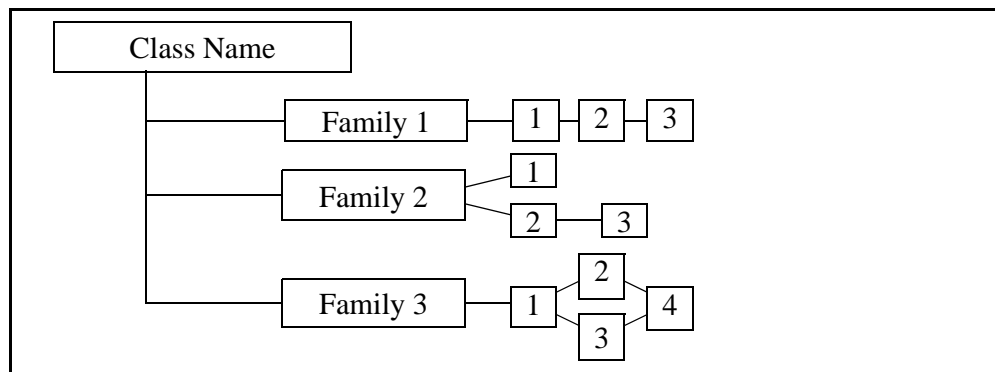 Class Name
Family 1 1 2 3
Family 2 1
2 3
Family 3 1 2 4
3